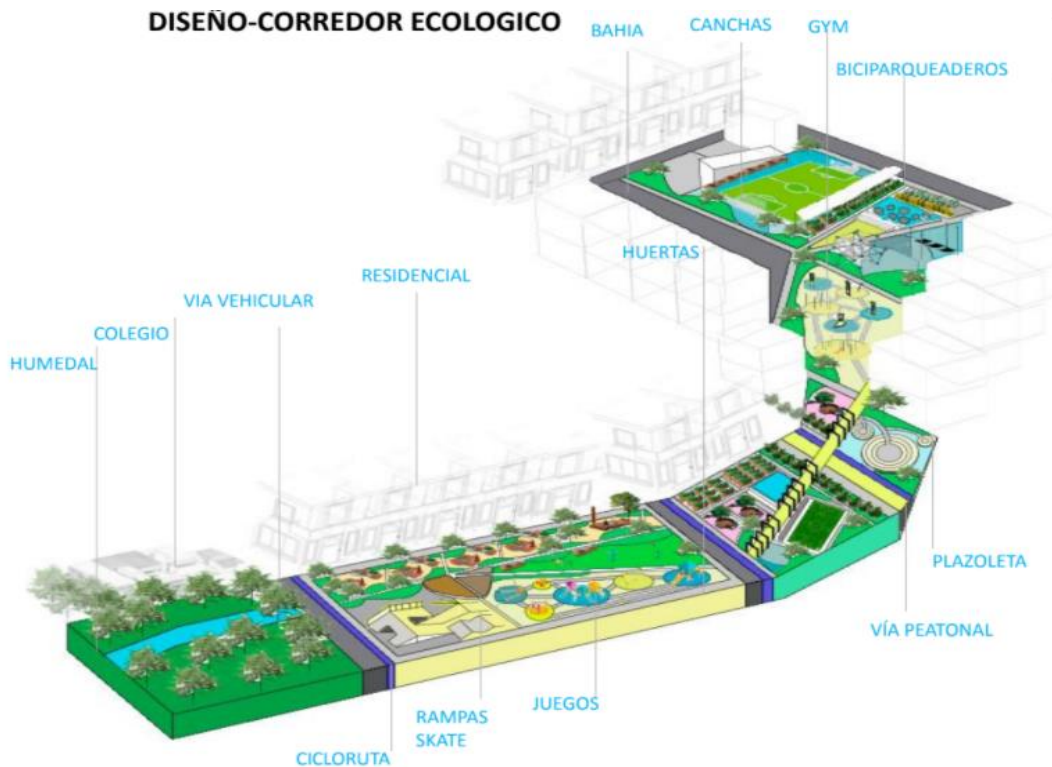 DISEÑO-CORREDOR ECOLOGICO
BAHIA
CANCHAS
GYM
BICIPARQUEADEROS
HUERTAS
RESIDENCIAL
VIA VEHICULAR
COLEGIO
HUMEDAL
PLAZOLETA
VÍA PEATONAL
JUEGOS
RAMPAS
SKATE
CICLORUTA